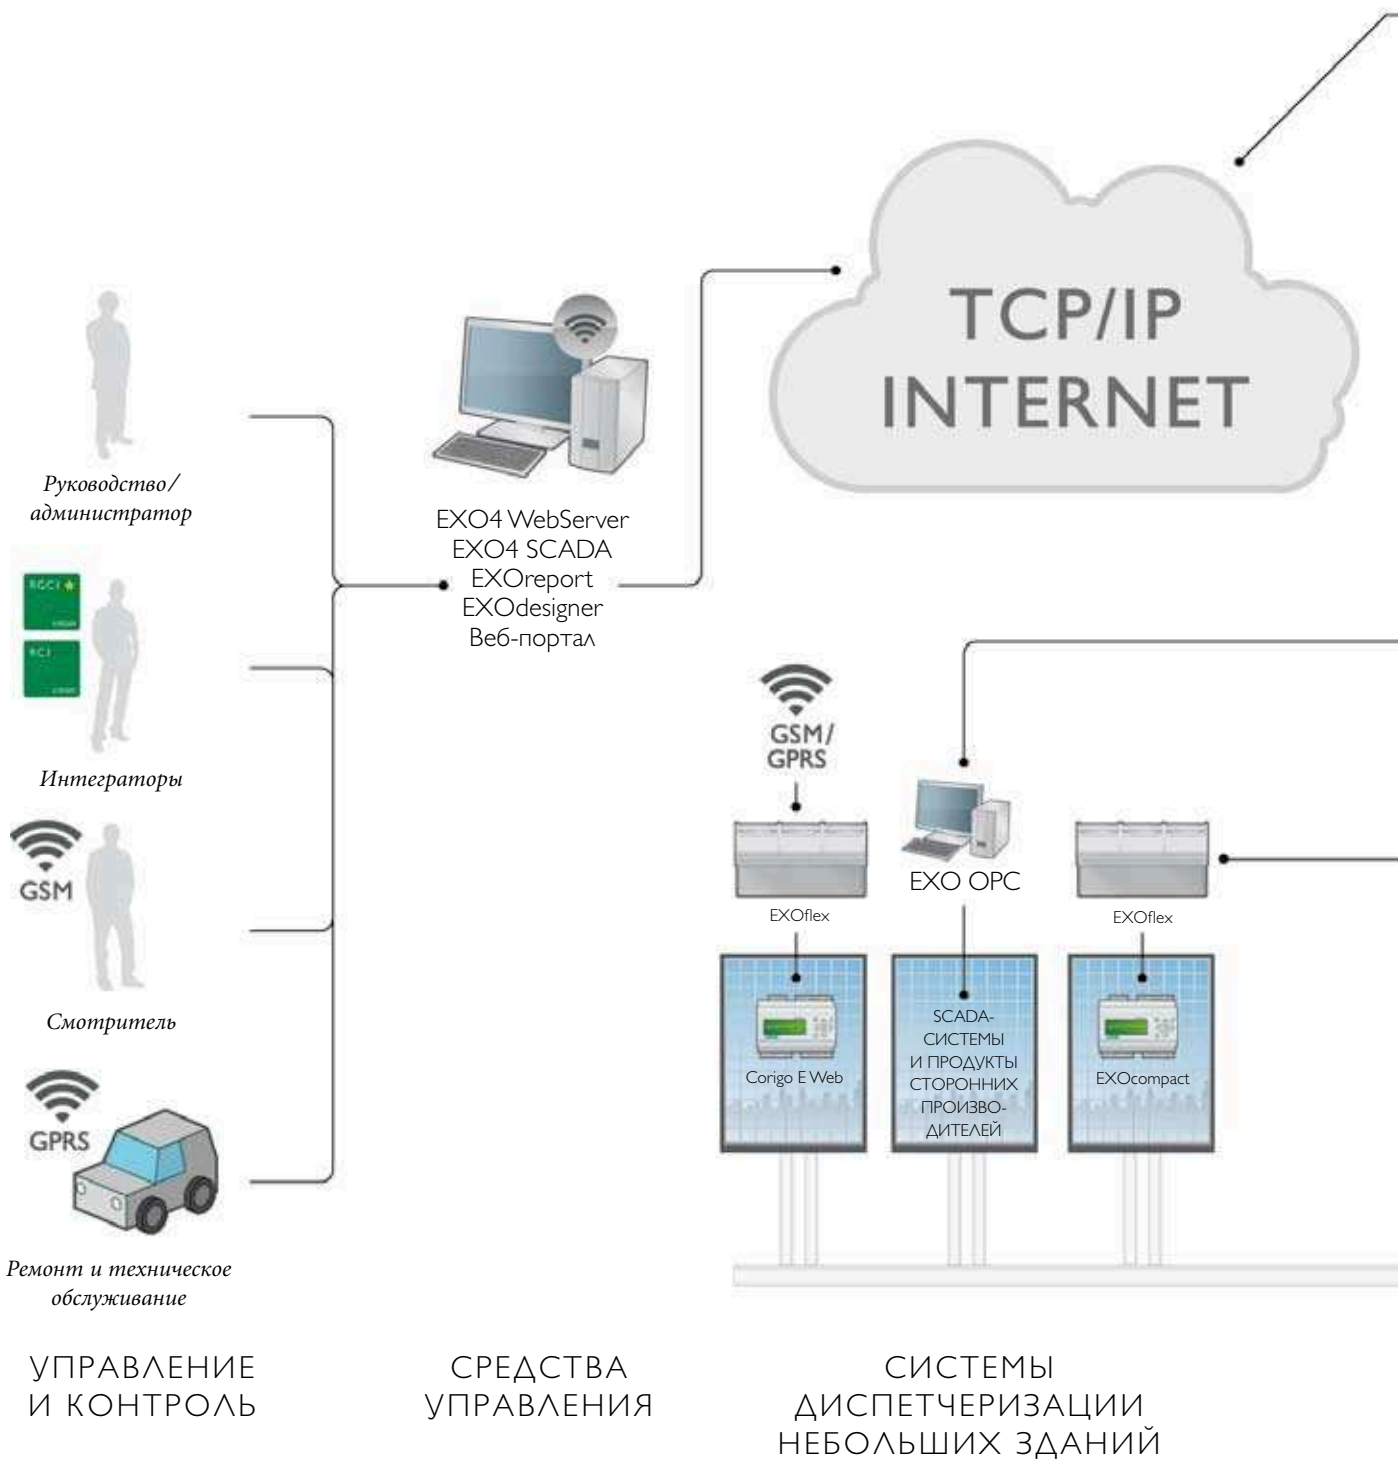 TCP/IP
INTERNET
Руководство/
администратор
EXO4 WebServer
EXO4 SCADA
EXOreport
EXOdesigner
Веб-портал
Интеграторы
GSM
Смотритель
GPRS
Ремонт и техническое
обслуживание
GSM/
GPRS
EXOflex
EXO OPC
EXOflex
Corigo E Web
SCADA-
СИСТЕМЫ
И ПРОДУКТЫ
СТОРОННИХ
ПРОИЗВО-
ДИТЕЛЕЙ
EXOcompact
УПРАВЛЕНИЕ
И КОНТРОЛЬ
СРЕДСТВА
УПРАВЛЕНИЯ
СИСТЕМЫ
ДИСПЕТЧЕРИЗАЦИИ
НЕБОЛЬШИХ ЗДАНИЙ